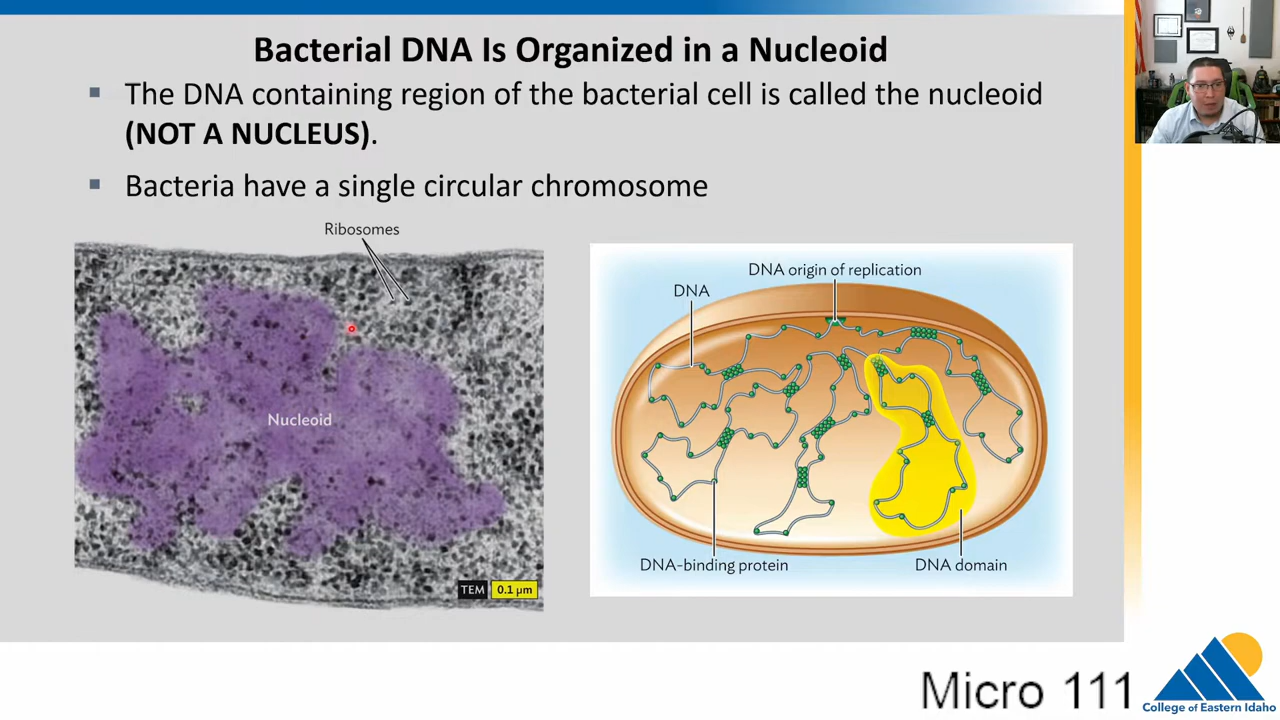 Bacterial DNA Is Organized in a Nucleoid
▪ The DNA containing region of the bacterial cell is called the nucleoid
(NOT A NUCLEUS).
▪ Bacteria have a single circular chromosome
Ribosomes
Nucleoid
TEM 0.1 µm
DNA origin of replication
DNA
DNA-binding protein
DNA domain
Micro 111
College of Eastern Idaho